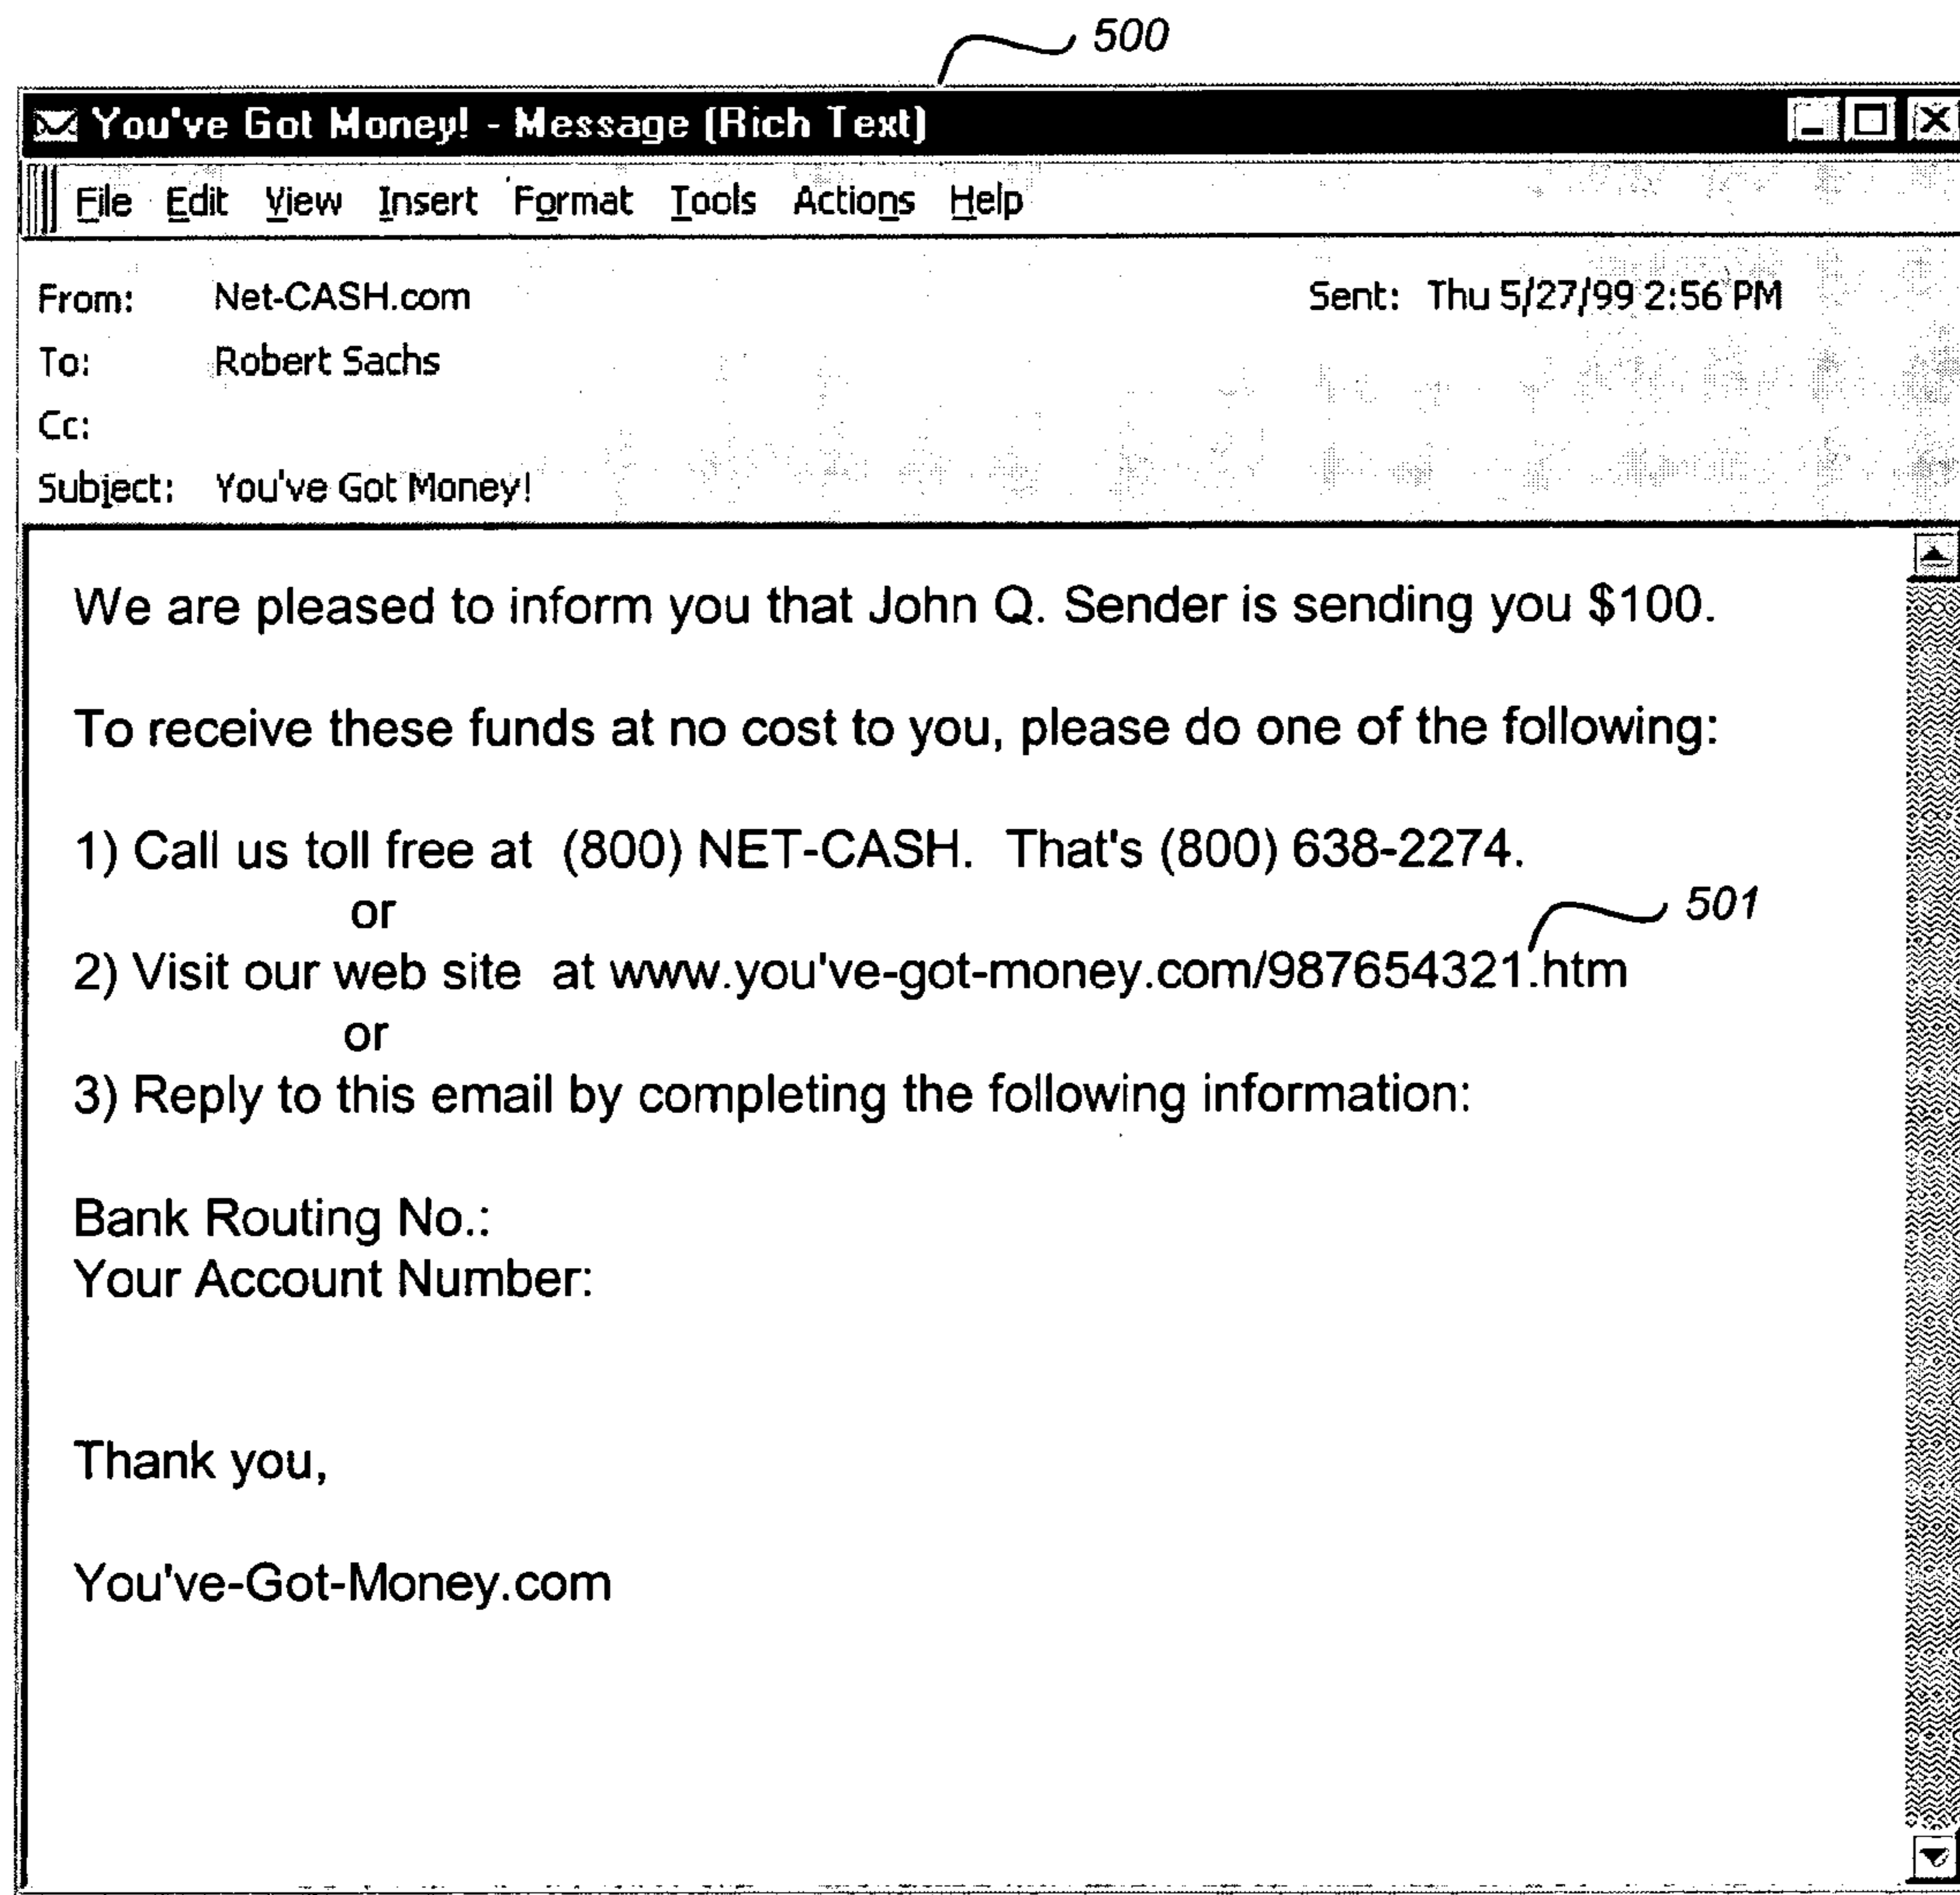 500
You've Got Money! - Message (Rich Text)
File Edit View Insert Format Tools Actions Help
From: Net-CASH.com Sent: Thu 5/27/99 2:56 PM
To: Robert Sachs
Cc:
Subject: You've Got Money!
We are pleased to inform you that John Q. Sender is sending you $100.
To receive these funds at no cost to you, please do one of the following:
1) Call us toll free at (800) NET-CASH. That's (800) 638-2274.
or
501
2) Visit our web site at www.you've-got-money.com/987654321.htm
or
3) Reply to this email by completing the following information:
Bank Routing No.:
Your Account Number:
Thank you,
You've-Got-Money.com